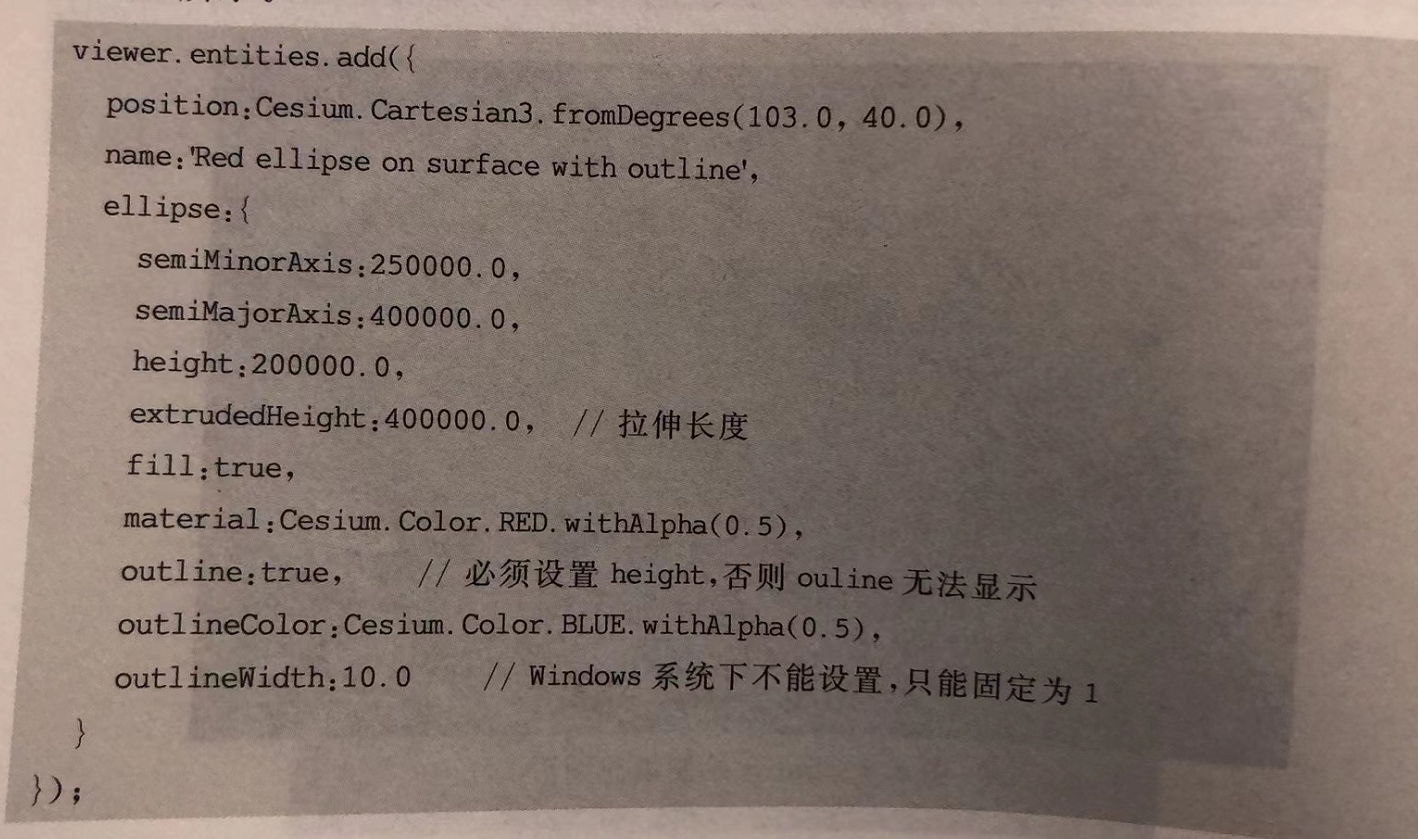 viewer.entities.add({
position:Cesium.Cartesian3.fromDegrees(103.0, 40.0),
name:'Red ellipse on surface with outline',
ellipse:{
semiMinorAxis:250000.0,
semiMajorAxis:400000.0,
height:200000.0,
extrudedHeight:400000.0, // 拉伸长度
fill:true,
material:Cesium.Color.RED.withAlpha(0.5),
outline:true, // 必须设置 height,否则 ouline 无法显示
outlineColor:Cesium.Color.BLUE.withAlpha(0.5),
outlineWidth:10.0 // Windows 系统下不能设置,只能固定为 1
}
});